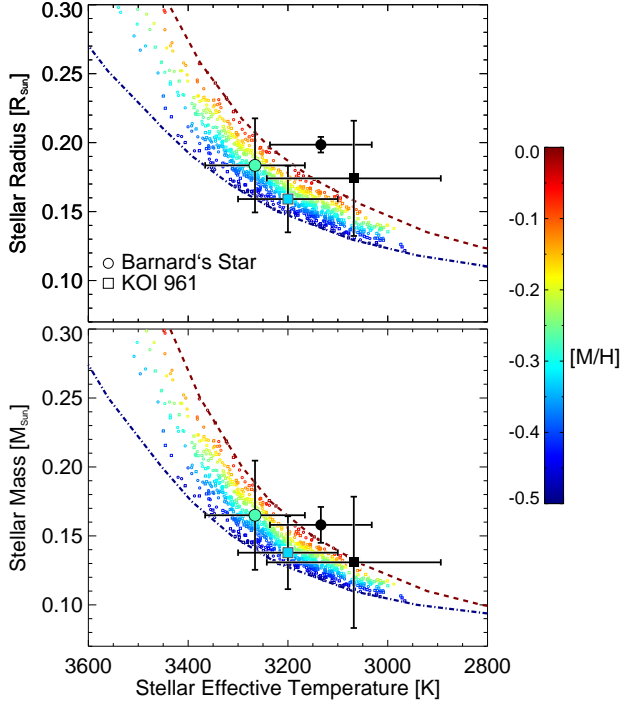 0.30
0.25
0.20
0.15
0.10
Stellar Radius [R_Sun]
Barnard‘s Star
KOI 961
0.30
0.25
0.20
0.15
0.10
Stellar Mass [M_Sun]
3600 3400 3200 3000 2800
Stellar Effective Temperature [K]
0.0
-0.1
-0.2
-0.3
-0.4
-0.5
[M/H]